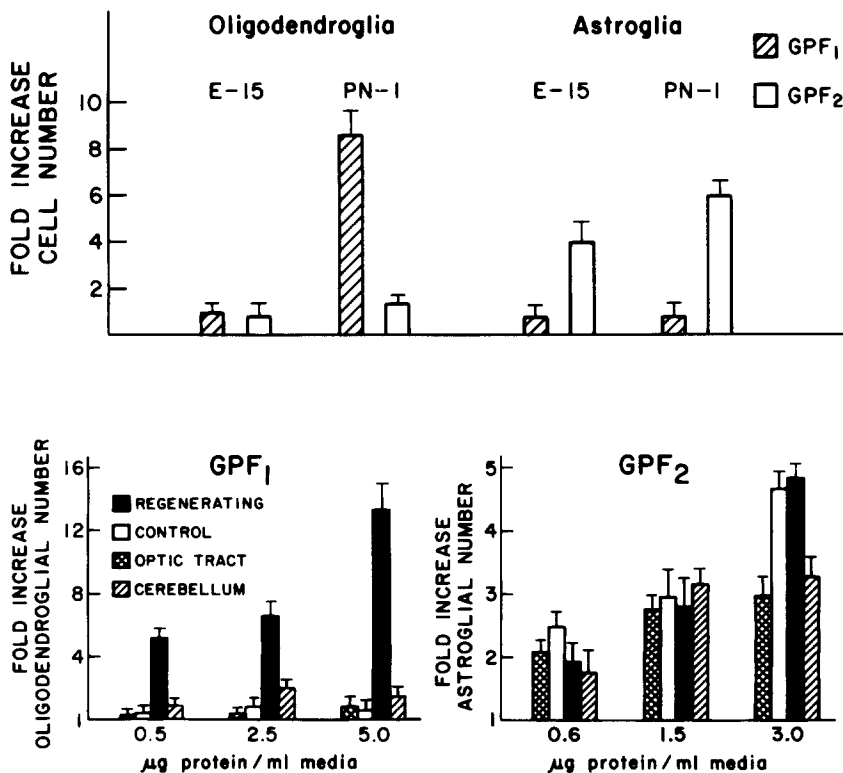 Oligodendroglia Astroglia
GPF1
GPF2
E-15 PN-1 E-15 PN-1
FOLD INCREASE
CELL NUMBER
10
8
6
4
2
GPF1
FOLD INCREASE
OLIGODENDROGLIAL NUMBER
16
12
8
4
1
REGENERATING
CONTROL
OPTIC TRACT
CEREBELLUM
0.5 2.5 5.0
μg protein/ml media
GPF2
FOLD INCREASE
ASTROGLIAL NUMBER
5
4
3
2
1
0.6 1.5 3.0
μg protein/ml media